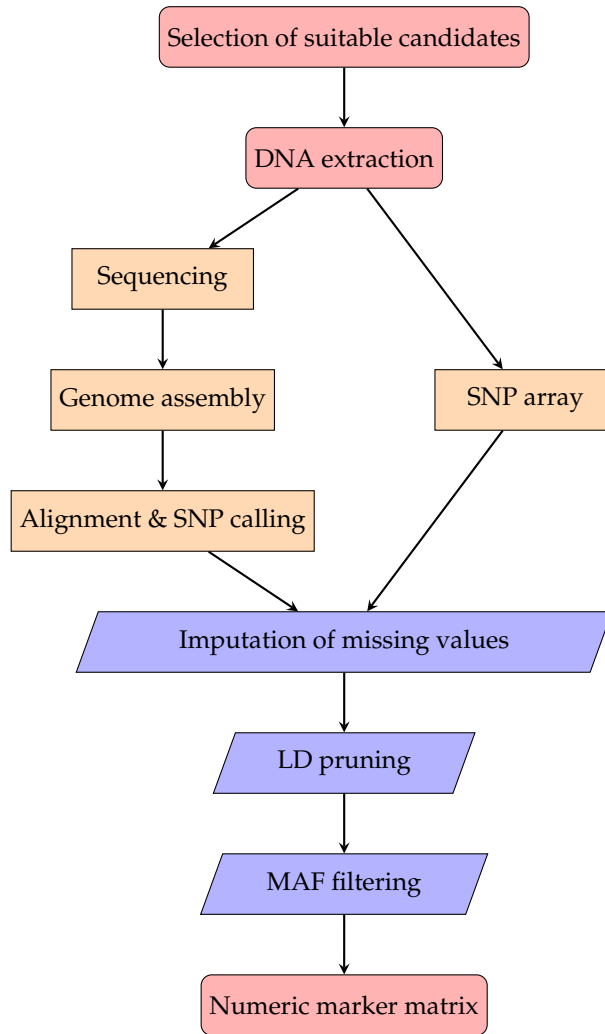 Selection of suitable candidates
DNA extraction
Sequencing
Genome assembly
SNP array
Alignment & SNP calling
Imputation of missing values
LD pruning
MAF filtering
Numeric marker matrix